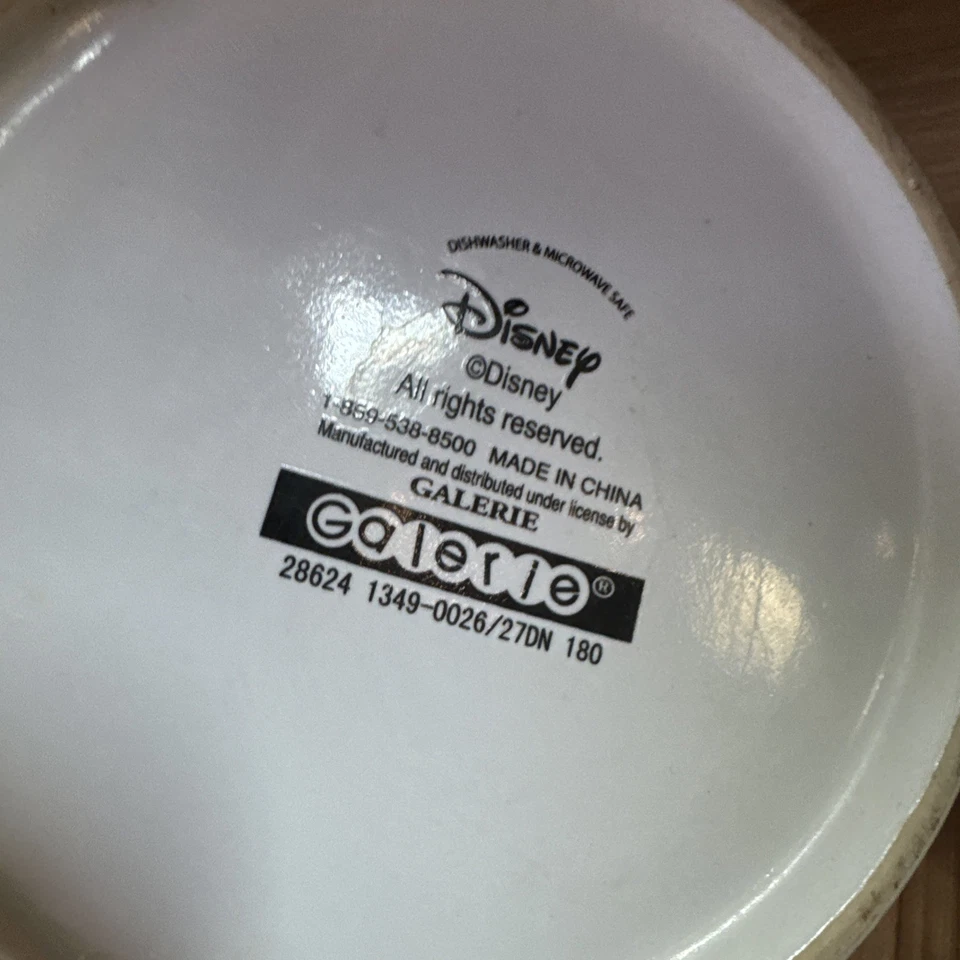 DISHWASHER & MICROWAVE SAFE
Disney
©Disney
All rights reserved.
1-859-538-8500 MADE IN CHINA
Manufactured and distributed under license by
GALERIE
Galerie®
28624 1349-0026/27DN 180